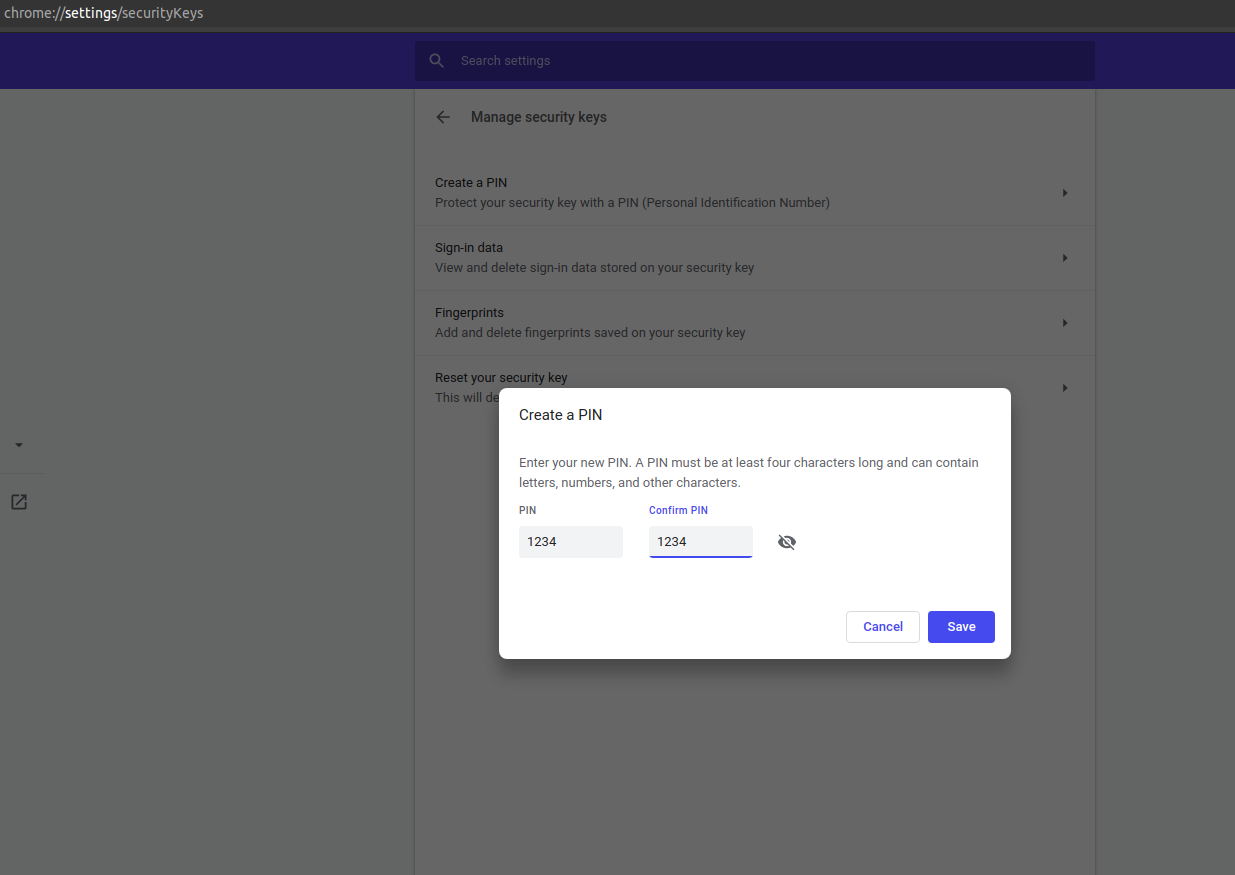 chrome://settings/securityKeys
Search settings
Manage security keys
Create a PIN
Protect your security key with a PIN (Personal Identification Number)
Sign-in data
View and delete sign-in data stored on your security key
Fingerprints
Add and delete fingerprints saved on your security key
Reset your security key
This will de
Create a PIN
Enter your new PIN. A PIN must be at least four characters long and can contain
letters, numbers, and other characters.
PIN Confirm PIN
1234 1234
Cancel Save